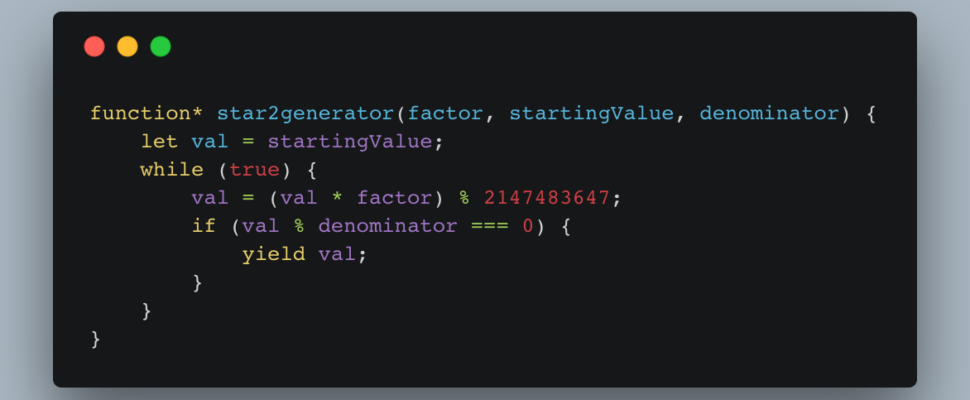 function* star2generator(factor, startingValue, denominator) {
    let val = startingValue;
    while (true) {
        val = (val * factor) % 2147483647;
        if (val % denominator === 0) {
            yield val;
        }
    }
}